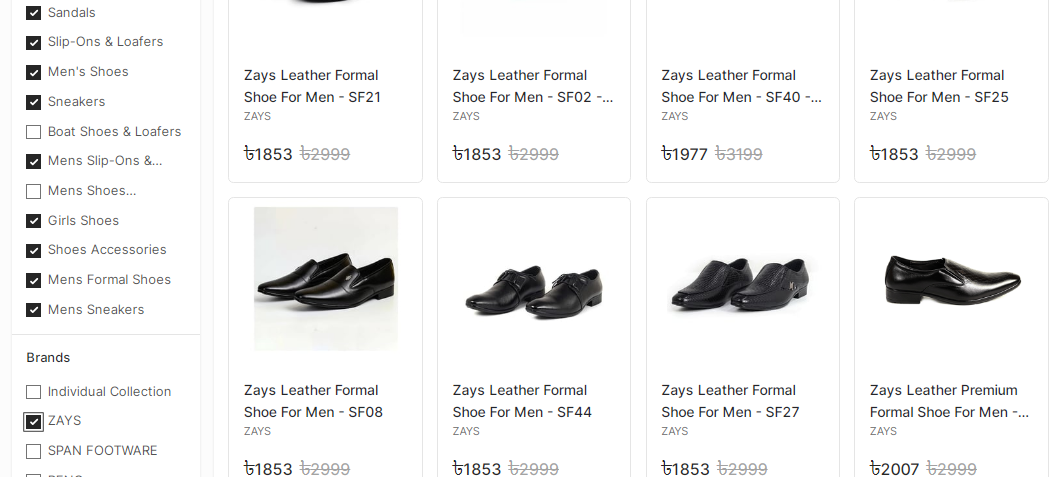 Sandals
Slip-Ons & Loafers
Men's Shoes
Sneakers
Boat Shoes & Loafers
Mens Slip-Ons &...
Mens Shoes...
Girls Shoes
Shoes Accessories
Mens Formal Shoes
Mens Sneakers
Brands
Individual Collection
ZAYS
SPAN FOOTWARE
Zays Leather Formal
Shoe For Men - SF21
ZAYS
৳1853 ৳2999
Zays Leather Formal
Shoe For Men - SF02 -...
ZAYS
৳1853 ৳2999
Zays Leather Formal
Shoe For Men - SF40 -...
ZAYS
৳1977 ৳3199
Zays Leather Formal
Shoe For Men - SF25
ZAYS
৳1853 ৳2999
Zays Leather Formal
Shoe For Men - SF08
ZAYS
৳1853 ৳2999
Zays Leather Formal
Shoe For Men - SF44
ZAYS
৳1853 ৳2999
Zays Leather Formal
Shoe For Men - SF27
ZAYS
৳1853 ৳2999
Zays Leather Premium
Formal Shoe For Men -...
ZAYS
৳2007 ৳2999